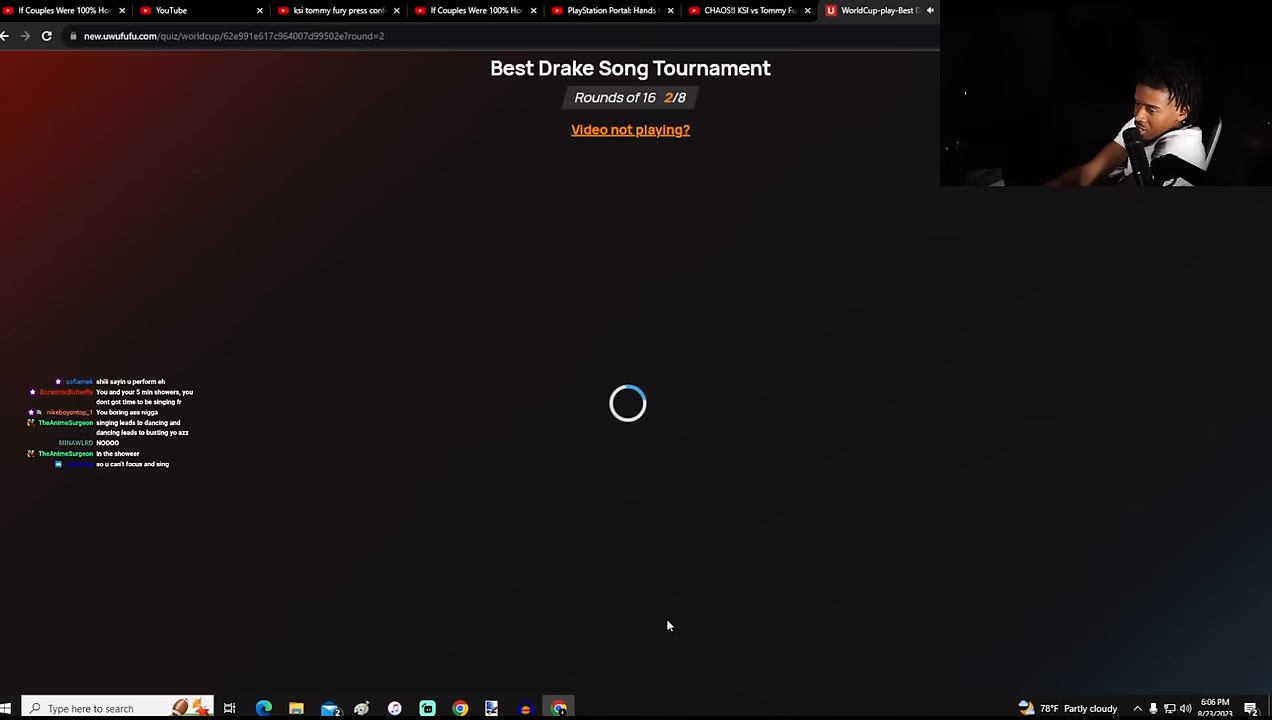 If Couples Were 100% Ho
YouTube
ksi tommy fury press conf
If Couples Were 100% Ho
PlayStation Portal: Hands
CHAOS!! KSI vs Tommy Fu
WorldCup-play-Best D
new.uwufufu.com/quiz/worldcup/62e991e617c964007d99502e?round=2
Best Drake Song Tournament
Rounds of 16 2/8
Video not playing?
sofiamek shiii sayin u perform eh
EccentricButterfly You and your 5 min showers, you
dont got time to be singing fr
nikeboyontop_1 You boring ass nigga
TheAnimeSurgeon singing leads to dancing and
dancing leads to busting yo azz
MINAWLRD NOOOO
TheAnimeSurgeon In the showeer
so u can't focus and sing
Type here to search
78°F Partly cloudy
6:06 PM
8/23/2023